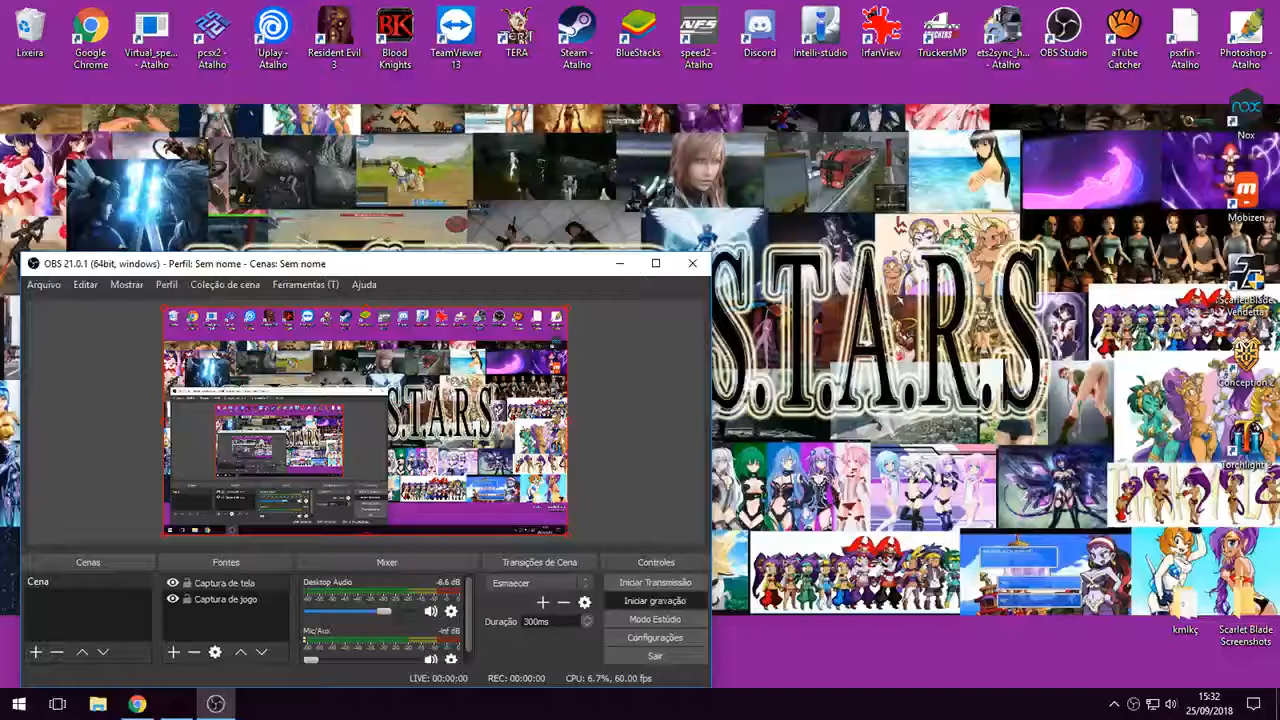 Lixeira
Google
Chrome
Virtual_spe...
- Atalho
pcsx2 -
Atalho
Uplay - Atalho
Resident Evil
3
Blood
Knights
TeamViewer
13
TERA
Steam -
Atalho
BlueStacks
speed2 -
Atalho
Discord
Intelli-studio
IrfanView
TruckersMP
ets2sync_h...
- Atalho
OBS Studio
aTube
Catcher
psxfin -
Atalho
Photoshop -
Atalho
Nox
Mobizen
ScarletBlade
Vendetta
Conception 2
Torchlight 2
kmlkç
Scarlet Blade
Screenshots
S.T.A.R.S
OBS 21.0.1 (64bit, windows) - Perfil: Sem nome - Cenas: Sem nome
Arquivo Editar Mostrar Perfil Coleção de cena Ferramentas (T) Ajuda
Cenas Fontes Mixer Transições de Cena Controles
Cena
Captura de tela
Captura de jogo
Desktop Audio -8.6 dB
Mic/Aux -inf dB
Esmaecer
Duração 300ms
Iniciar Transmissão
Iniciar gravação
Modo Estúdio
Configurações
Sair
LIVE: 00:00:00 REC: 00:00:00 CPU: 6.7%, 60.00 fps
15:32
25/09/2018